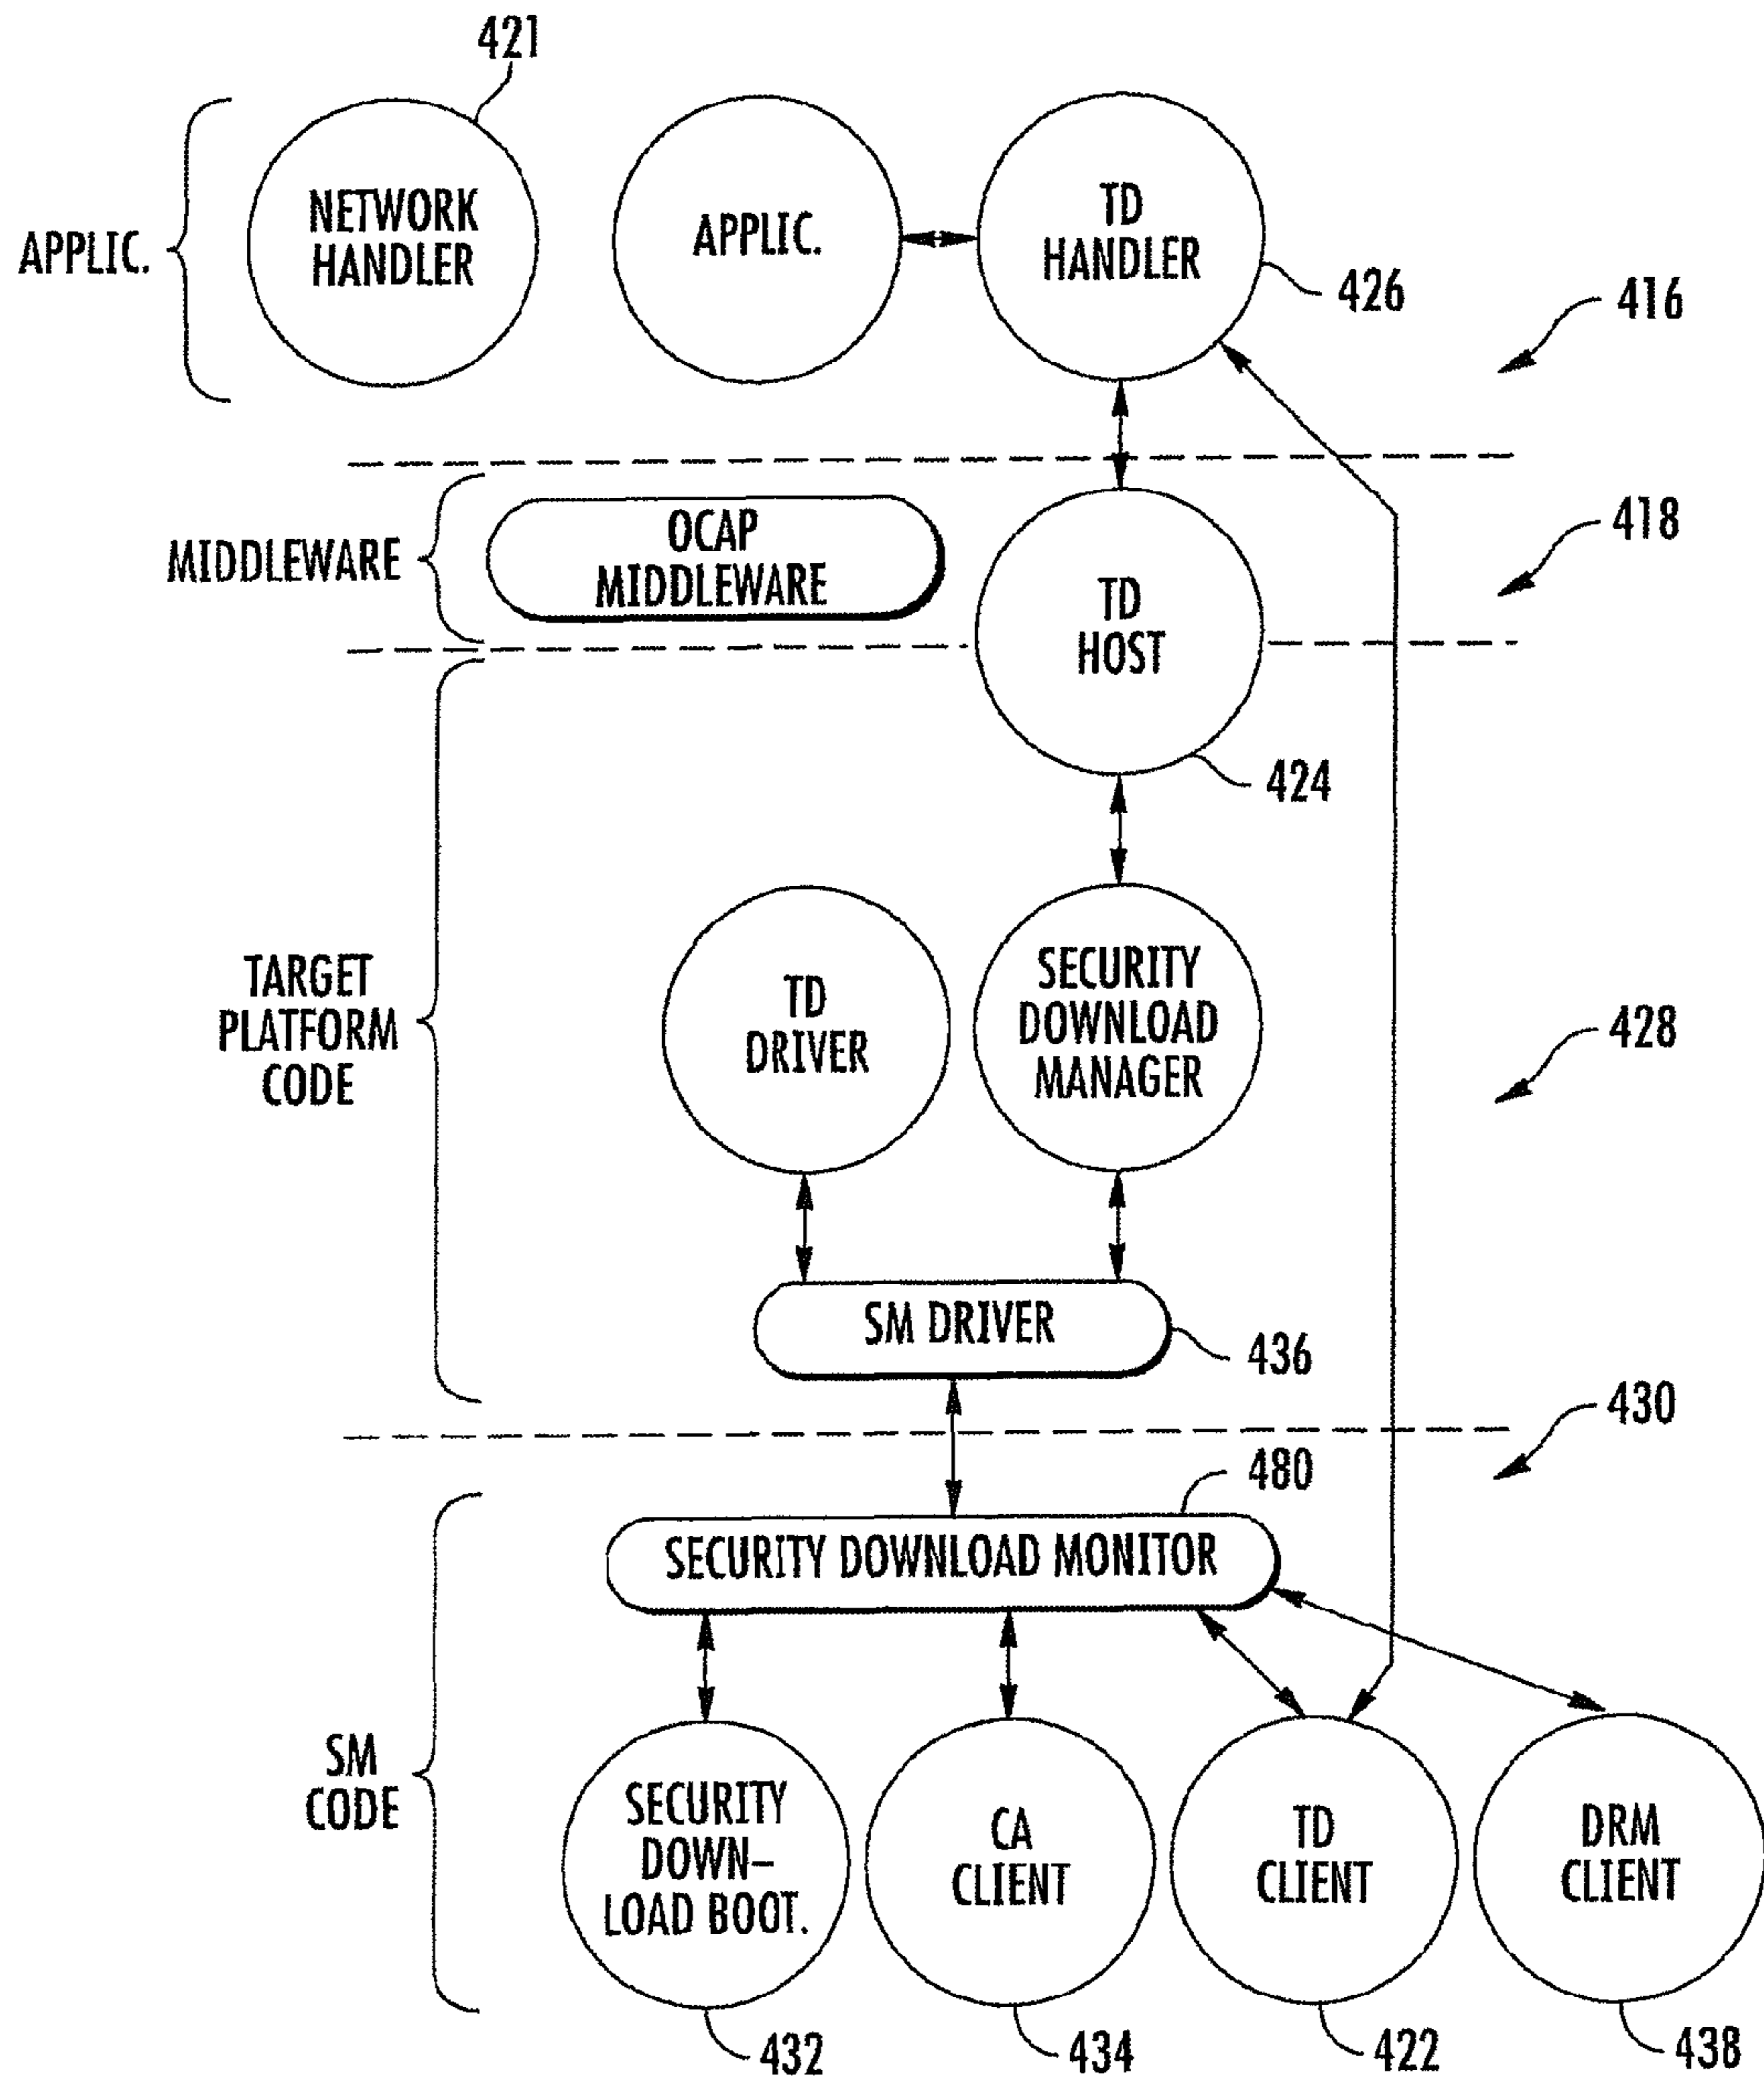 421
NETWORK
HANDLER
APPLIC.
TD
HANDLER
APPLIC.
426
416
OCAP
MIDDLEWARE
MIDDLEWARE
418
TD
HOST
424
TARGET
PLATFORM
CODE
TD
DRIVER
SECURITY
DOWNLOAD
MANAGER
428
SM DRIVER
436
430
480
SECURITY DOWNLOAD MONITOR
SM
CODE
SECURITY
DOWN–
LOAD BOOT.
CA
CLIENT
TD
CLIENT
DRM
CLIENT
432
434
422
438